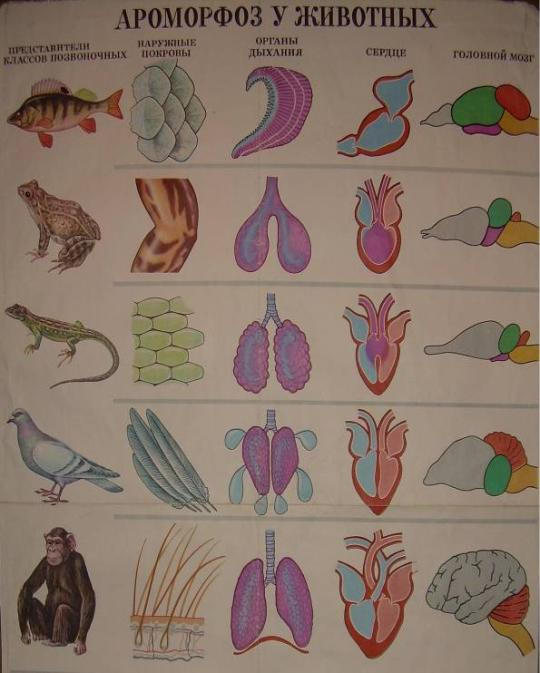 АРОМОРФОЗ У ЖИВОТНЫХ
ПРЕДСТАВИТЕЛИ
КЛАССОВ ПОЗВОНОЧНЫХ
НАРУЖНЫЕ
ПОКРОВЫ
ОРГАНЫ
ДЫХАНИЯ
СЕРДЦЕ
ГОЛОВНОЙ МОЗГ